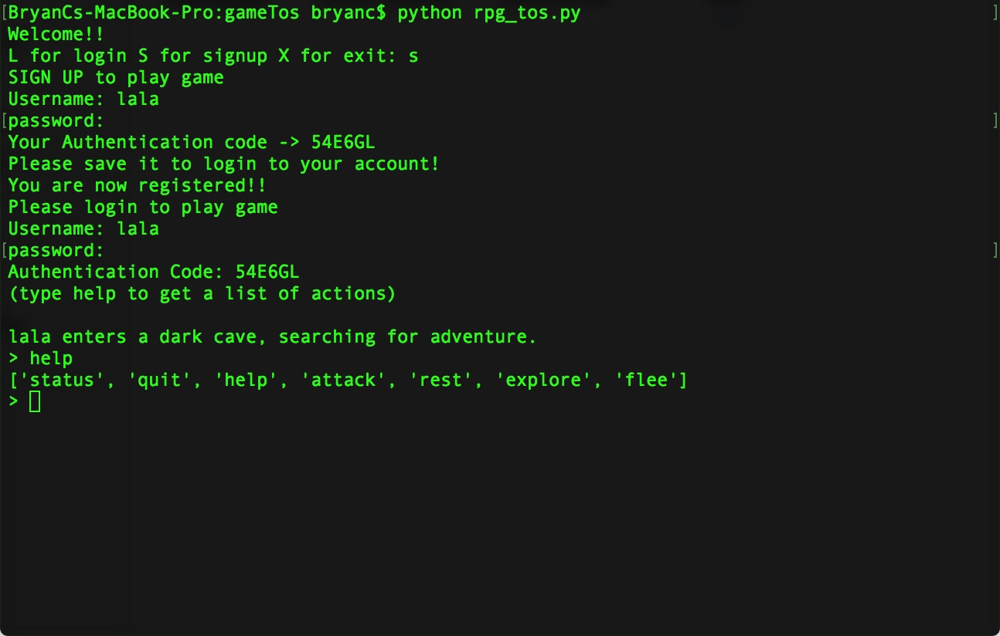 [BryanCs-MacBook-Pro:gameTos bryanc$ python rpg_tos.py ]
Welcome!!
L for login S for signup X for exit: s
SIGN UP to play game
Username: lala
[password: ]
Your Authentication code -> 54E6GL
Please save it to login to your account!
You are now registered!!
Please login to play game
Username: lala
[password: ]
Authentication Code: 54E6GL
(type help to get a list of actions)
lala enters a dark cave, searching for adventure.
> help
['status', 'quit', 'help', 'attack', 'rest', 'explore', 'flee']
>